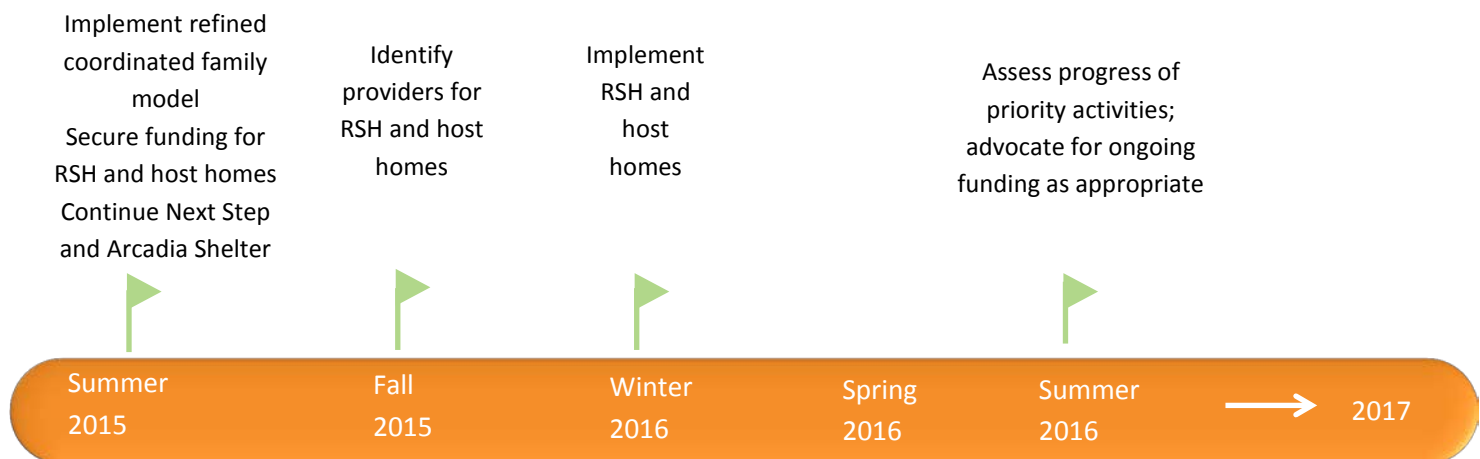 Implement refined
coordinated family
model
Secure funding for
RSH and host homes
Continue Next Step
and Arcadia Shelter
Identify
providers for
RSH and host
homes
Implement
RSH and
host
homes
Assess progress of
priority activities;
advocate for ongoing
funding as appropriate
Summer
2015
Fall
2015
Winter
2016
Spring
2016
Summer
2016
2017